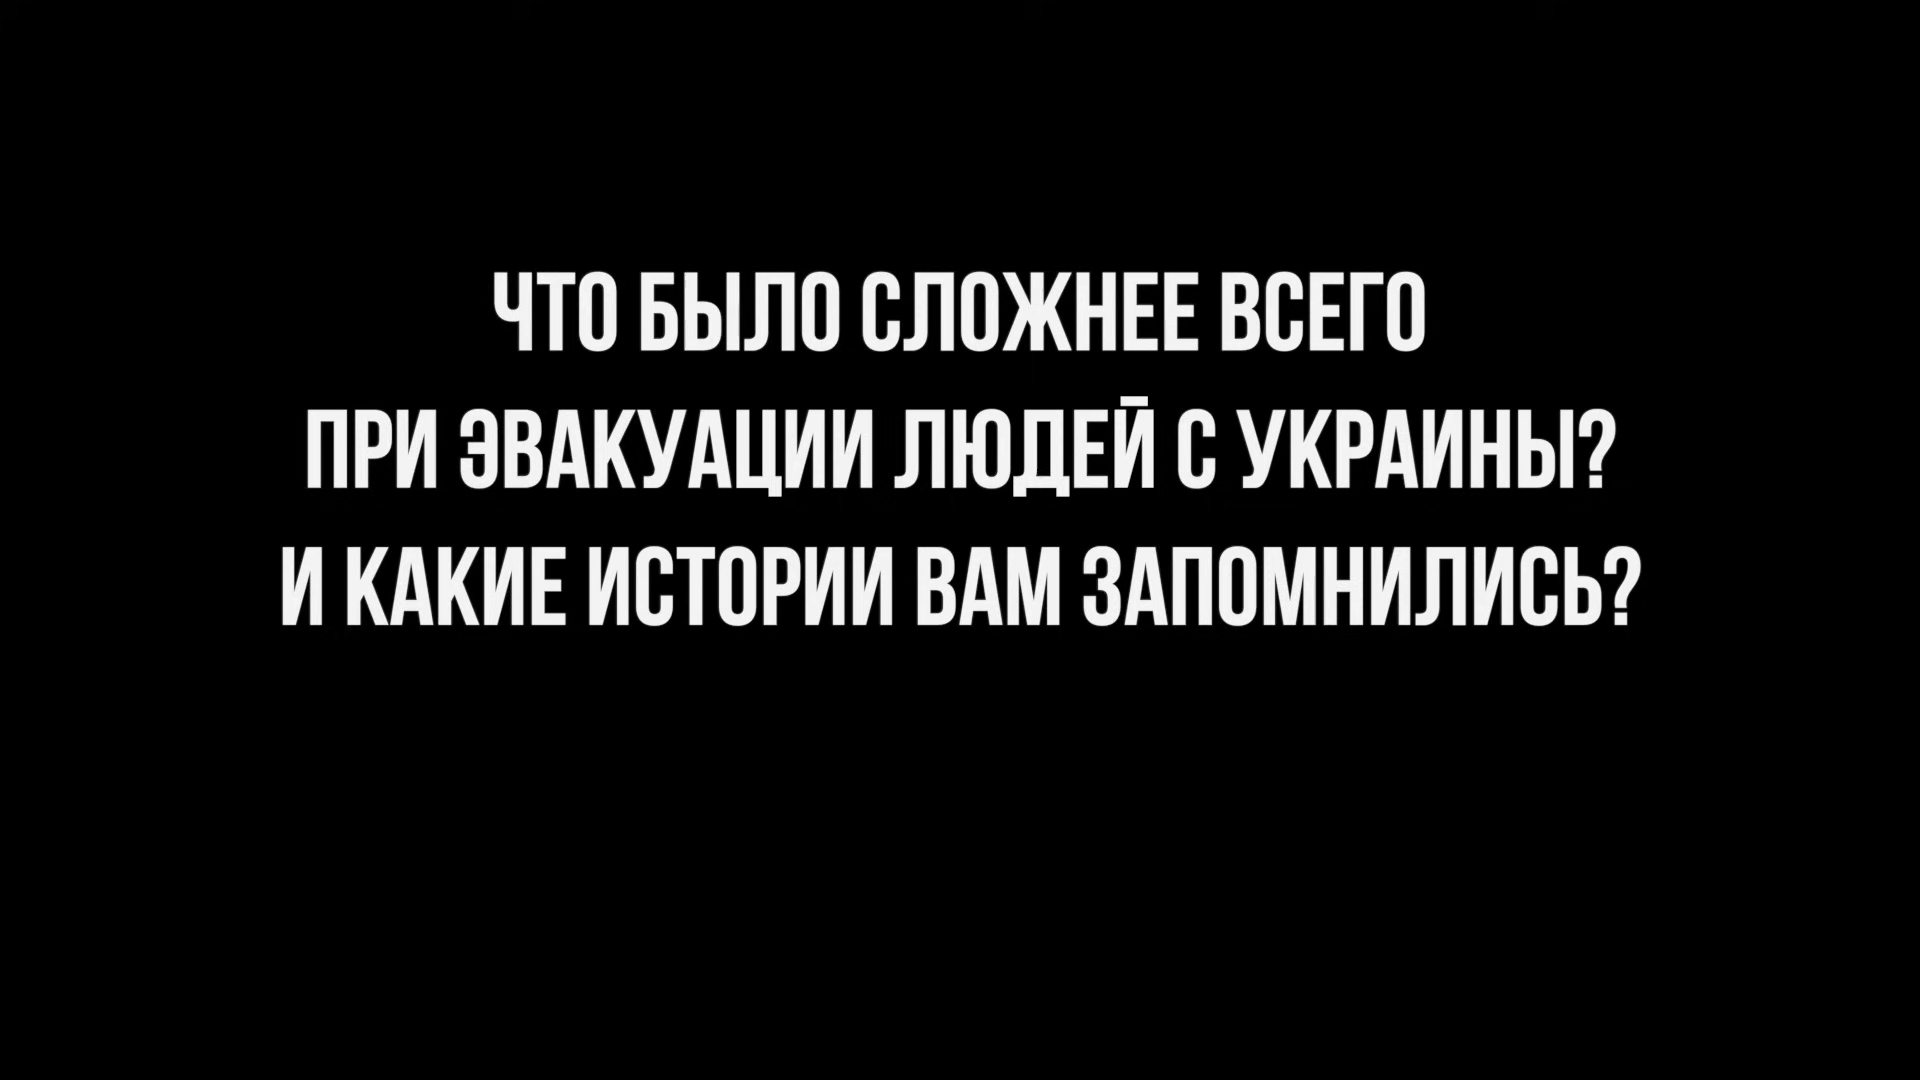 ЧТО БЫЛО СЛОЖНЕЕ ВСЕГО
ПРИ ЭВАКУАЦИИ ЛЮДЕЙ С УКРАИНЫ?
И КАКИЕ ИСТОРИИ ВАМ ЗАПОМНИЛИСЬ?